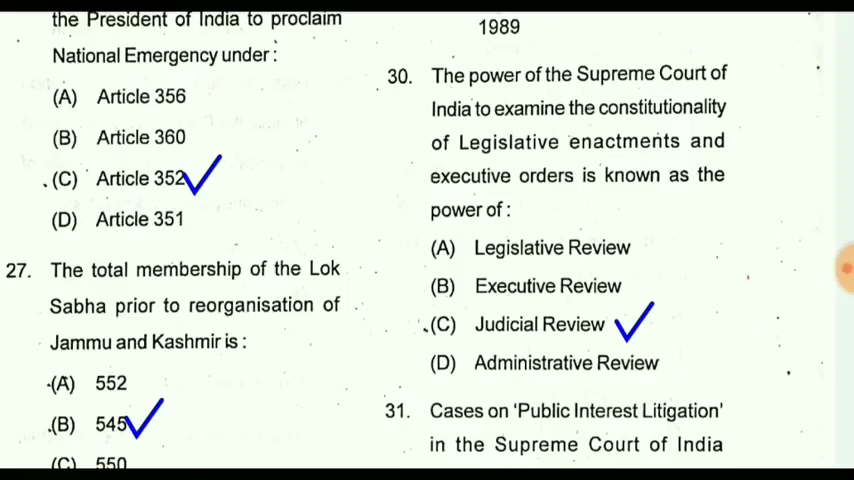 the President of India to proclaim
National Emergency under :
(A) Article 356
(B) Article 360
(C) Article 352
(D) Article 351
27. The total membership of the Lok
Sabha prior to reorganisation of
Jammu and Kashmir is :
(A) 552
(B) 545
(C) 550
1989
30. The power of the Supreme Court of
India to examine the constitutionality
of Legislative enactments and
executive orders is known as the
power of :
(A) Legislative Review
(B) Executive Review
(C) Judicial Review
(D) Administrative Review
31. Cases on 'Public Interest Litigation'
in the Supreme Court of India